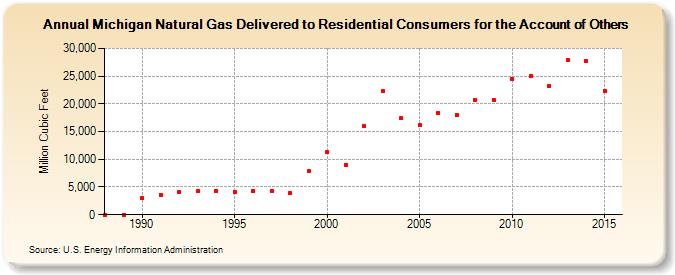 Annual Michigan Natural Gas Delivered to Residential Consumers for the Account of Others
Million Cubic Feet
30,000
25,000
20,000
15,000
10,000
5,000
0
1990 1995 2000 2005 2010 2015
Source: U.S. Energy Information Administration